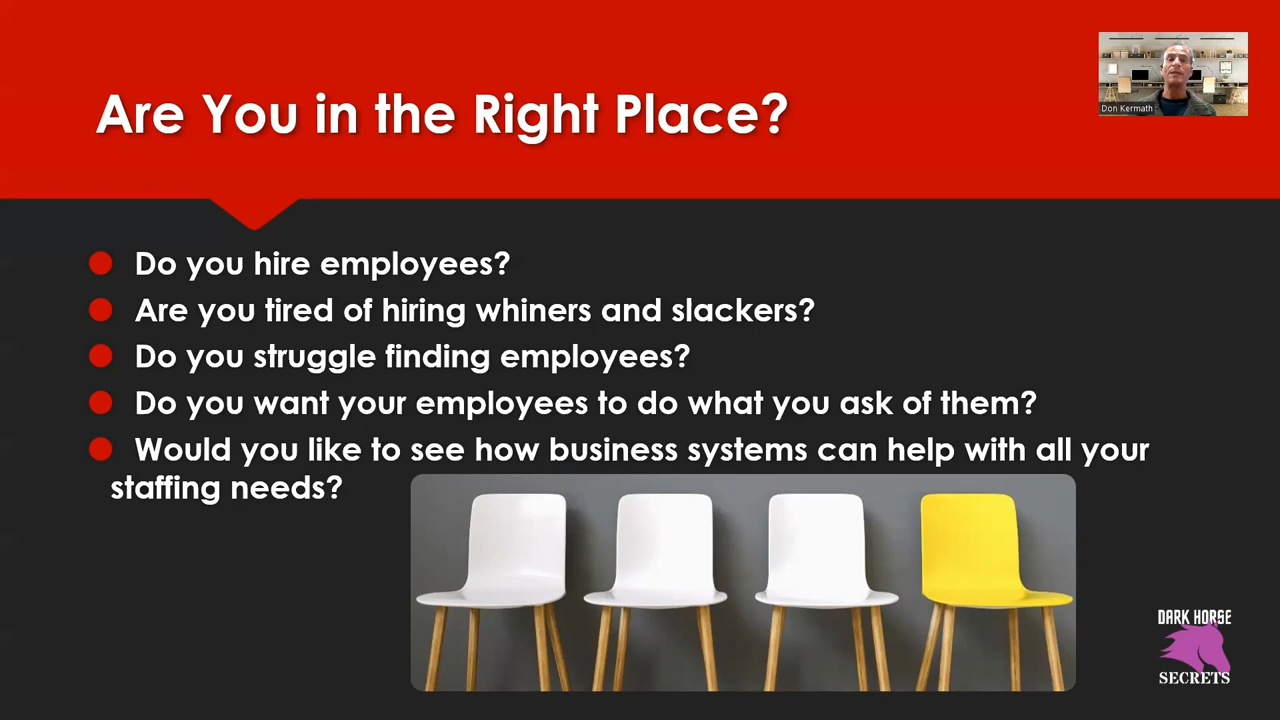 Are You in the Right Place?
Don Kermath
Do you hire employees?
Are you tired of hiring whiners and slackers?
Do you struggle finding employees?
Do you want your employees to do what you ask of them?
Would you like to see how business systems can help with all your
staffing needs?
DARK HORSE
SECRETS